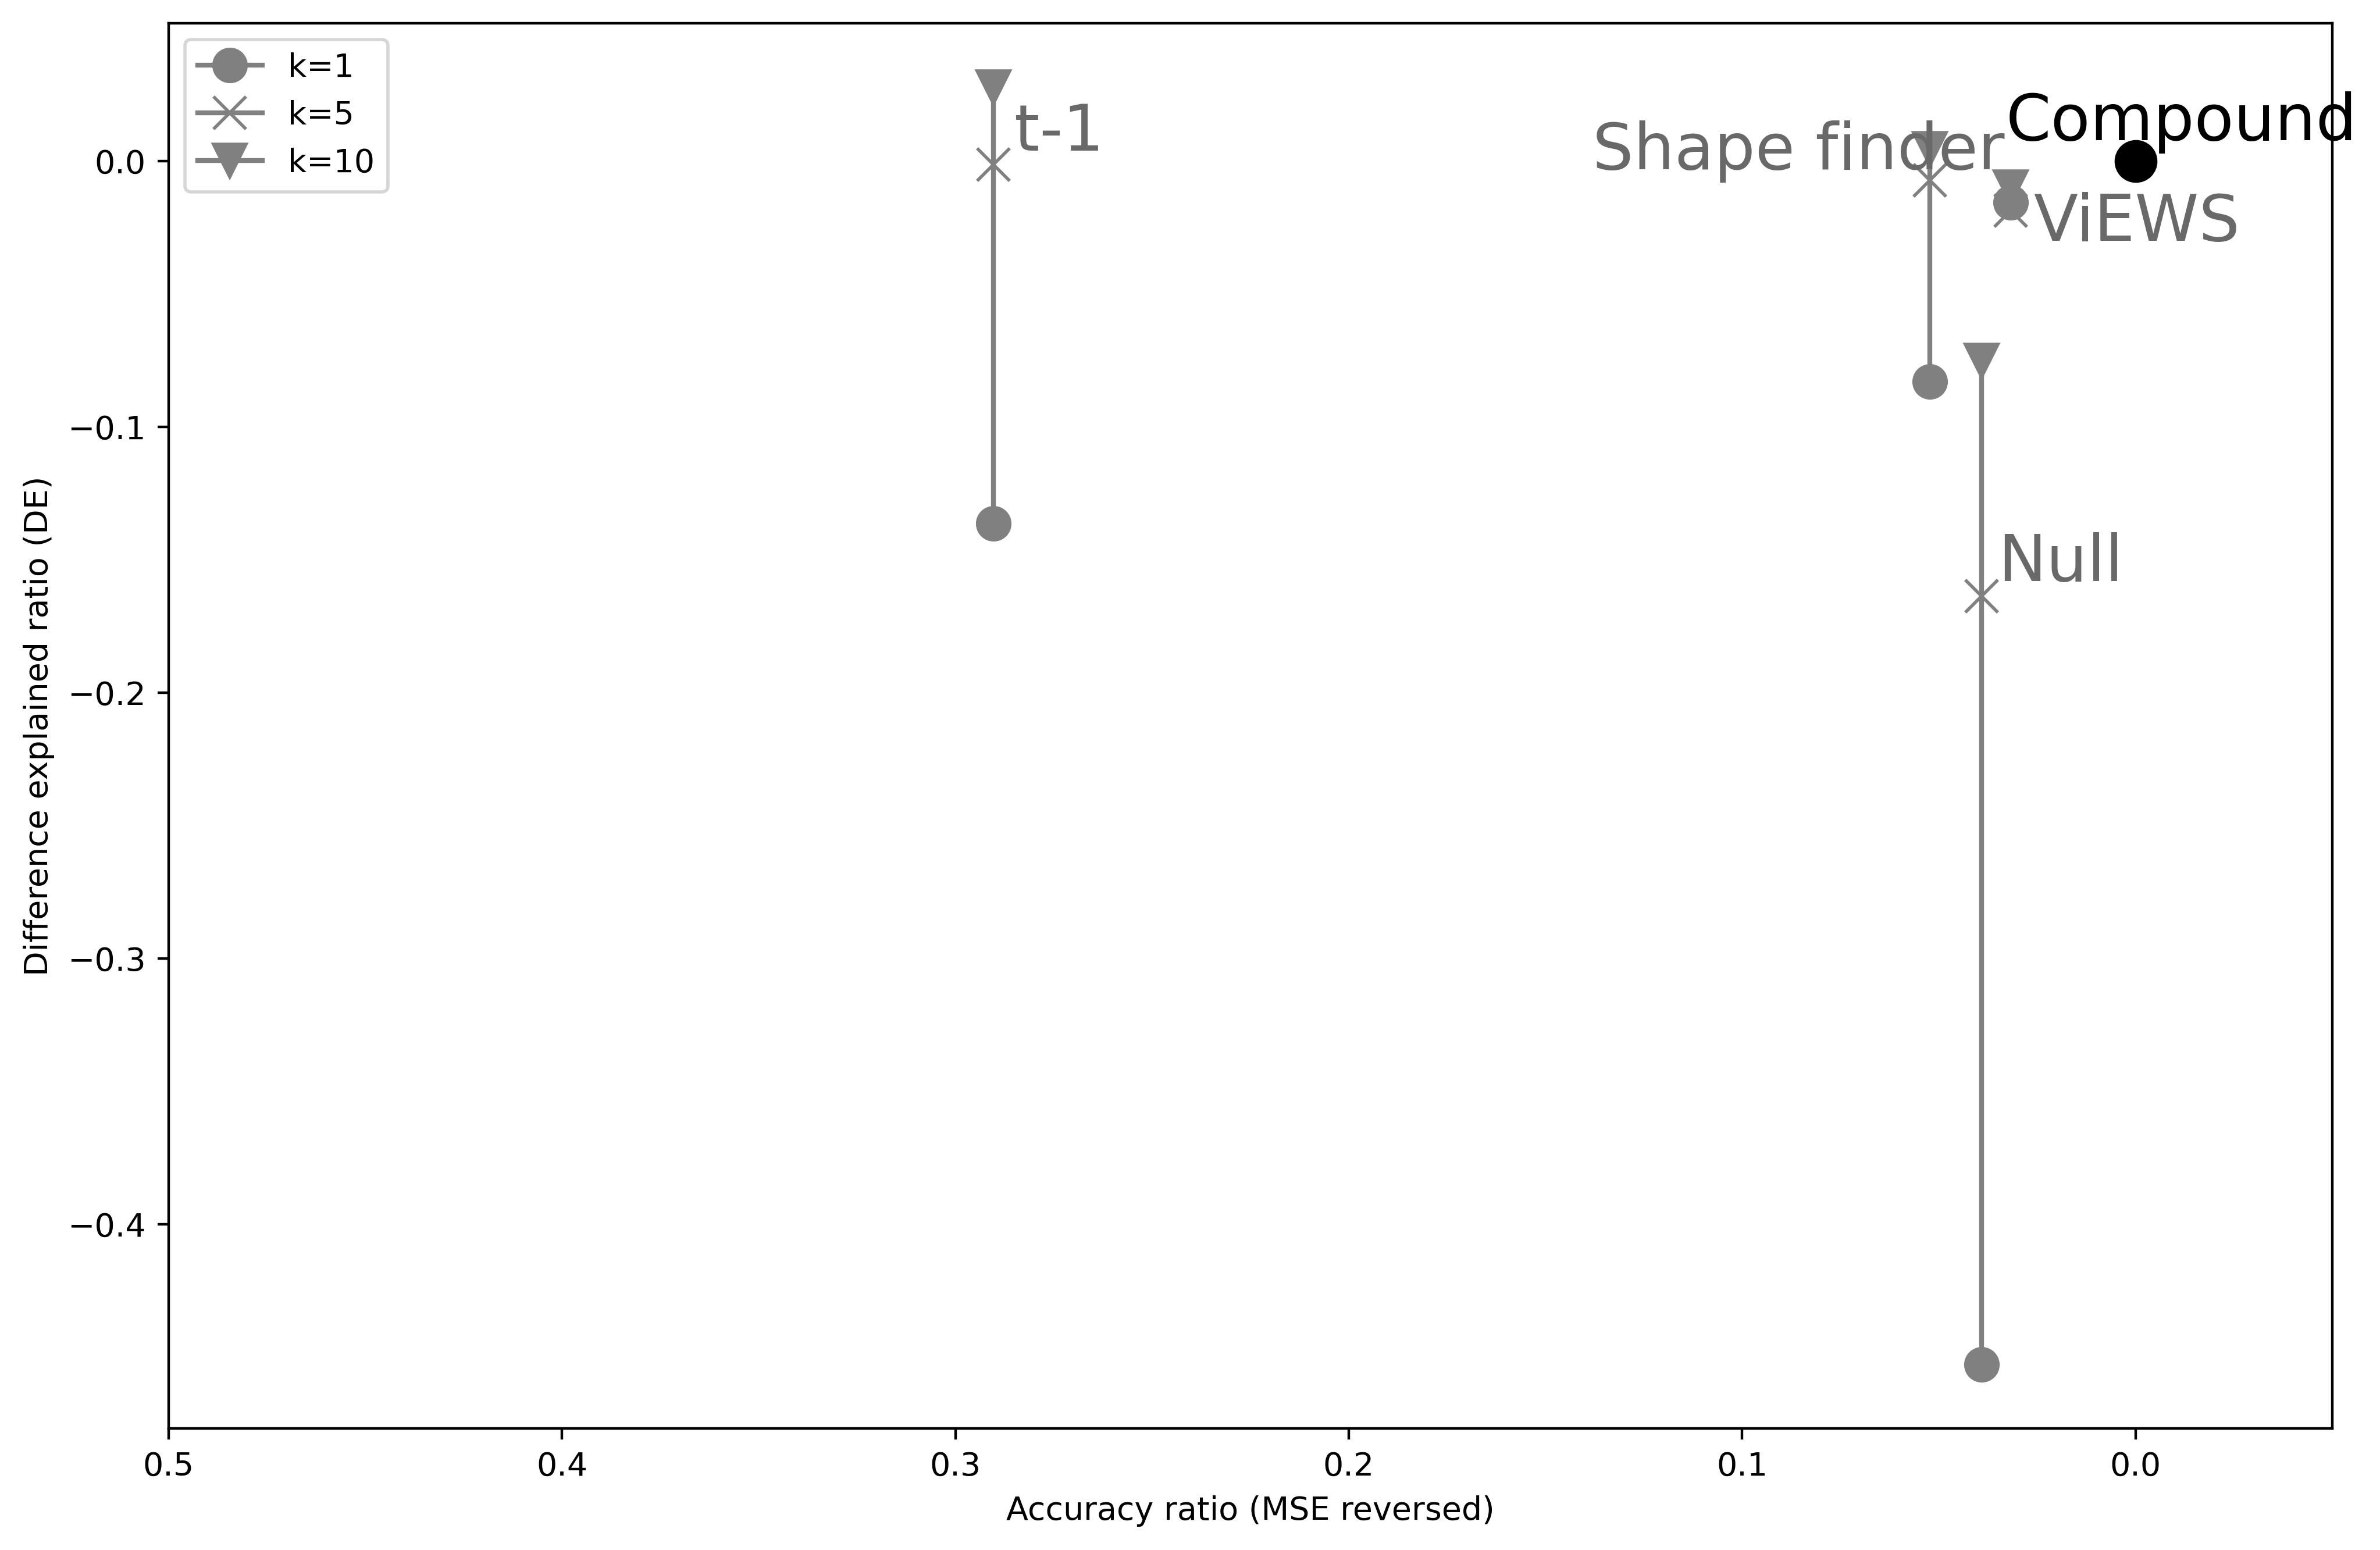 k=1
k=5
k=10
t-1
Shape finder
Compound
ViEWS
Null
0.0
−0.1
−0.2
−0.3
−0.4
Difference explained ratio (DE)
0.5
0.4
0.3
0.2
0.1
0.0
Accuracy ratio (MSE reversed)